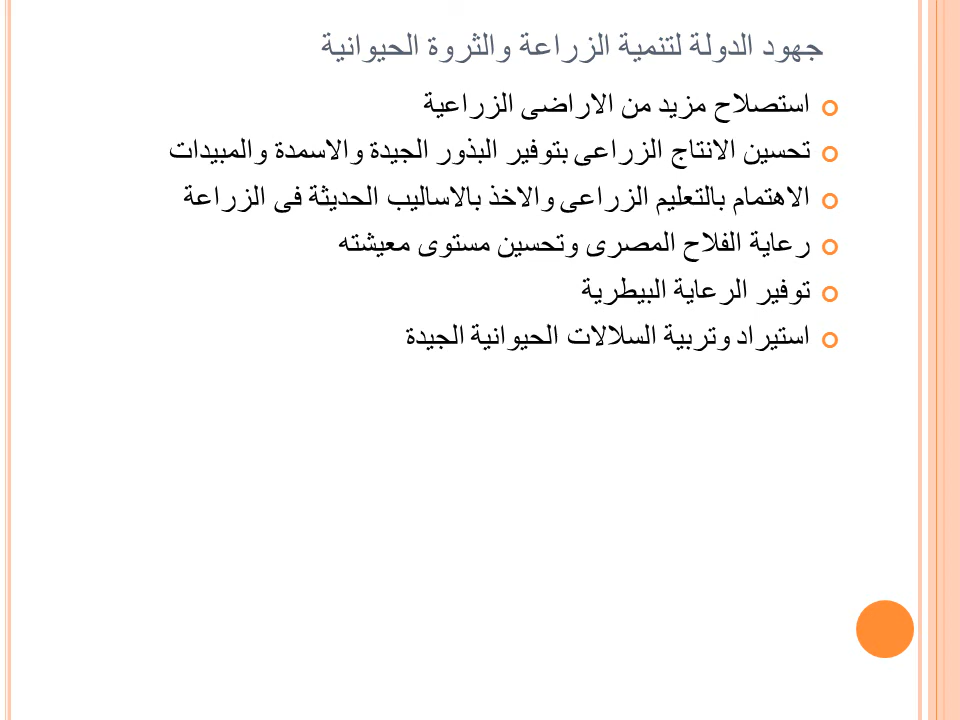 جهود الدولة لتنمية الزراعة والثروة الحيوانية
استصلاح مزيد من الاراضى الزراعية
تحسين الانتاج الزراعى بتوفير البذور الجيدة والاسمدة والمبيدات
الاهتمام بالتعليم الزراعى والاخذ بالاساليب الحديثة فى الزراعة
رعاية الفلاح المصرى وتحسين مستوى معيشته
توفير الرعاية البيطرية
استيراد وتربية السلالات الحيوانية الجيدة